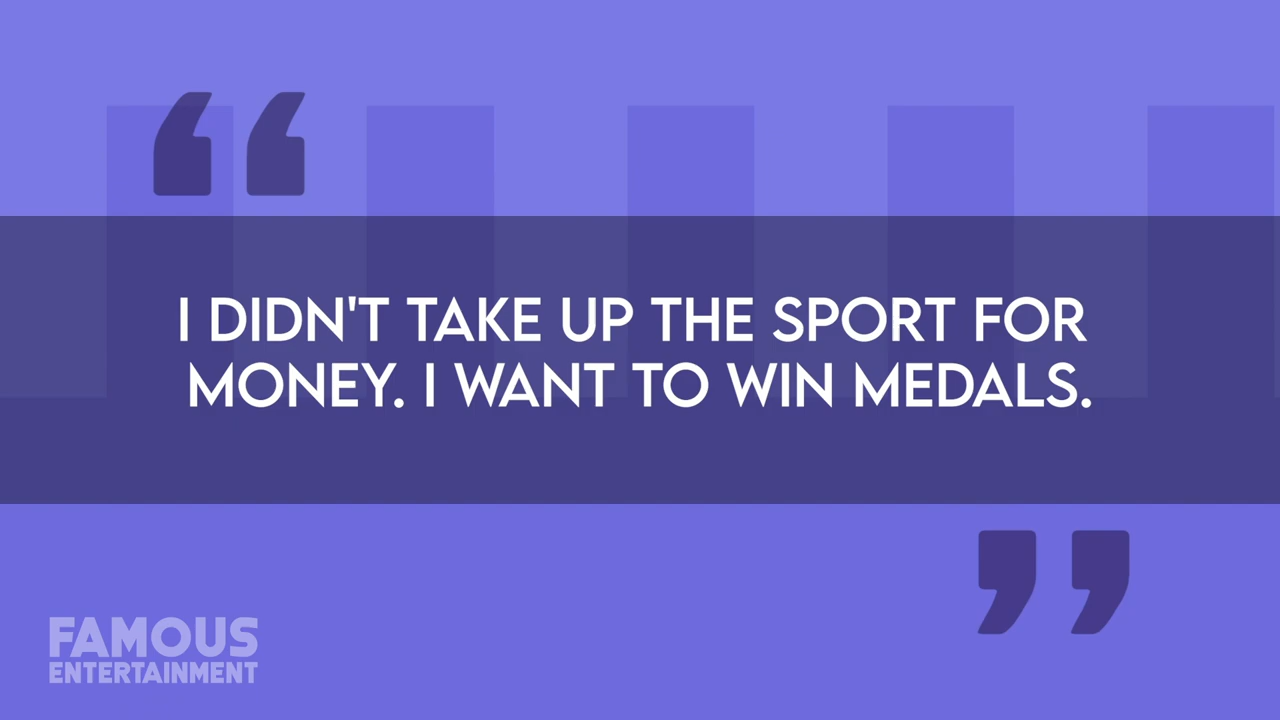 I DIDN'T TAKE UP THE SPORT FOR
MONEY. I WANT TO WIN MEDALS.
FAMOUS
ENTERTAINMENT